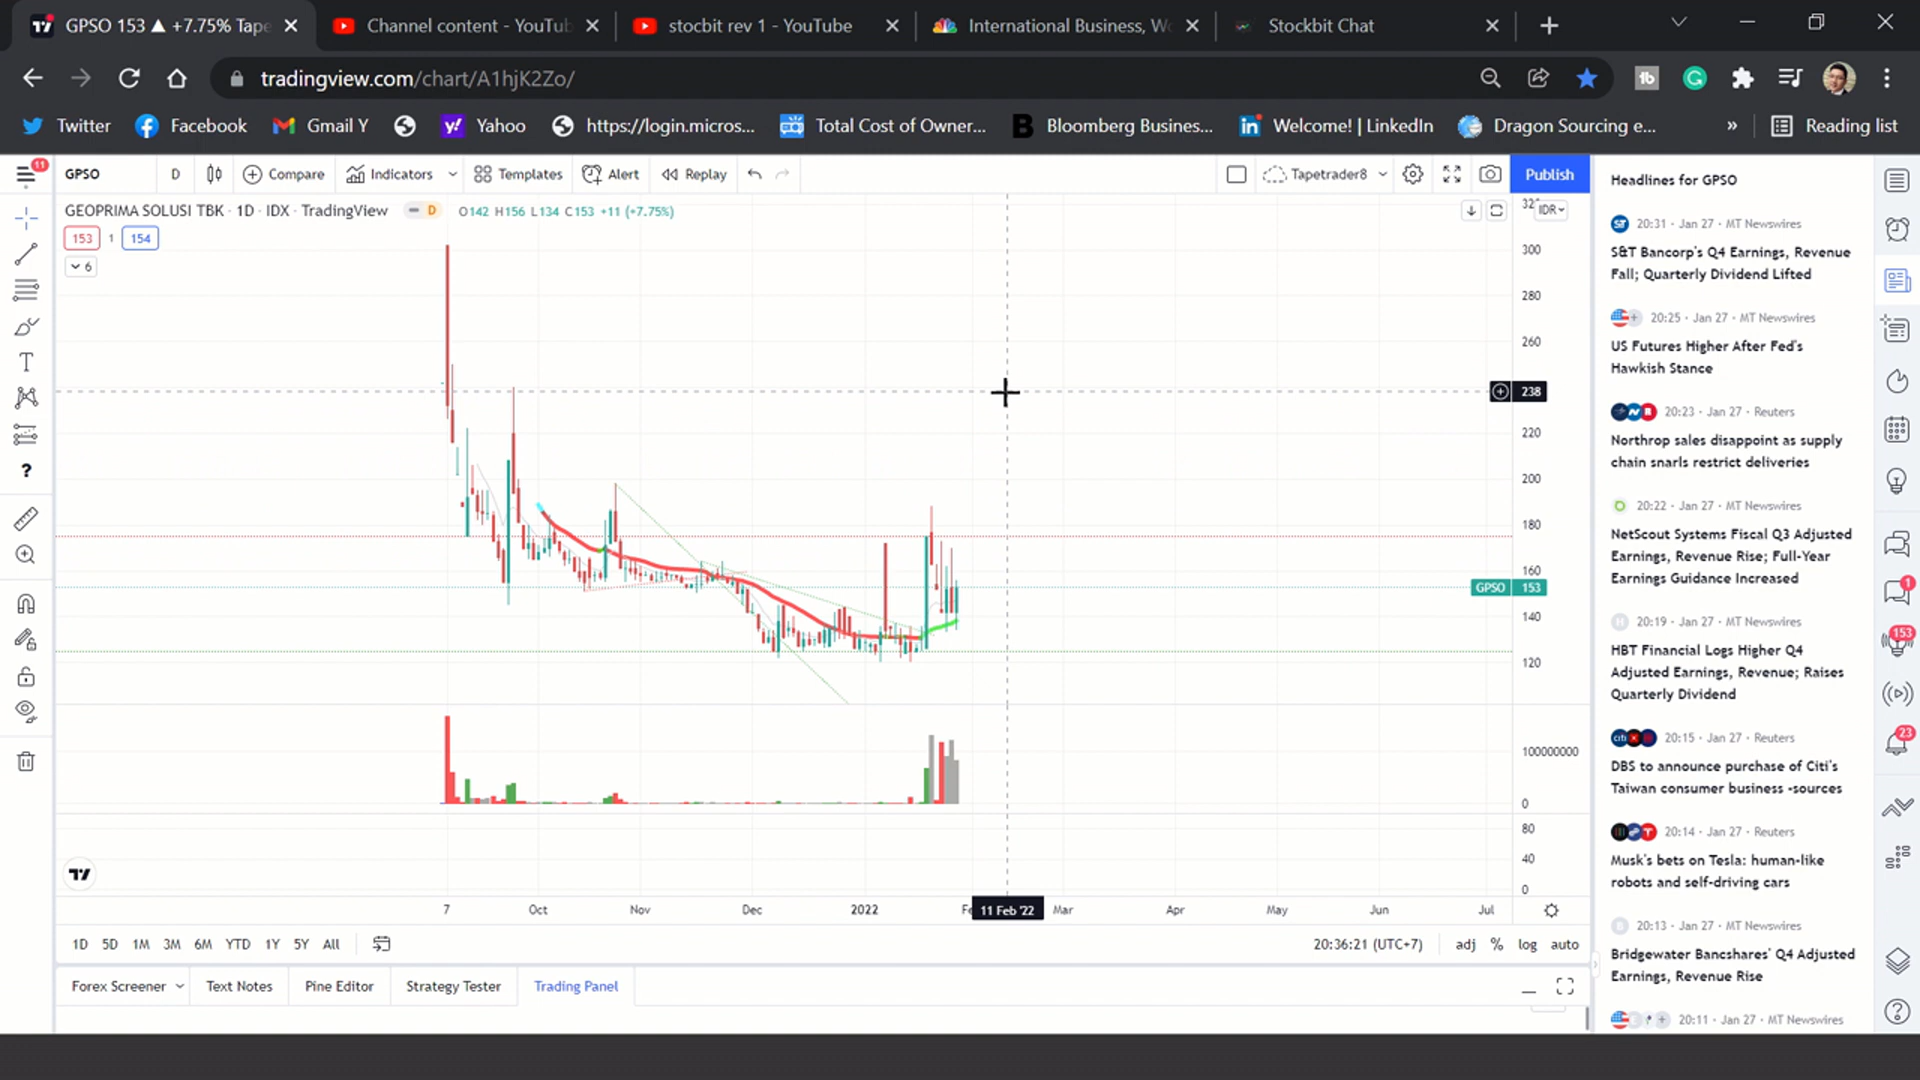 GPSO 153 ▲ +7.75% Tape
Channel content - YouTub
stocbit rev 1 - YouTube
International Business, Wo
Stockbit Chat
tradingview.com/chart/A1hjK2Zo/
Twitter
Facebook
Gmail Y
Yahoo
https://login.micros...
Total Cost of Owner...
Bloomberg Busines...
Welcome! | LinkedIn
Dragon Sourcing e...
»
Reading list
11
GPSO
D
Compare
Indicators
Templates
Alert
Replay
Tapetrader8
Publish
GEOPRIMA SOLUSI TBK · 1D · IDX · TradingView
D
O142 H156 L134 C153 +11 (+7.75%)
153
1
154
6
IDR
300
280
260
238
220
200
180
160
GPSO 153
140
120
100000000
0
80
40
0
7
Oct
Nov
Dec
2022
11 Feb '22
Mar
Apr
May
Jun
Jul
1D
5D
1M
3M
6M
YTD
1Y
5Y
All
20:36:21 (UTC+7)
adj
%
log
auto
Forex Screener
Text Notes
Pine Editor
Strategy Tester
Trading Panel
Headlines for GPSO
20:31 · Jan 27 · MT Newswires
S&T Bancorp's Q4 Earnings, Revenue
Fall; Quarterly Dividend Lifted
20:25 · Jan 27 · MT Newswires
US Futures Higher After Fed's
Hawkish Stance
20:23 · Jan 27 · Reuters
Northrop sales disappoint as supply
chain snarls restrict deliveries
20:22 · Jan 27 · MT Newswires
NetScout Systems Fiscal Q3 Adjusted
Earnings, Revenue Rise; Full-Year
Earnings Guidance Increased
20:19 · Jan 27 · MT Newswires
HBT Financial Logs Higher Q4
Adjusted Earnings, Revenue; Raises
Quarterly Dividend
20:15 · Jan 27 · Reuters
DBS to announce purchase of Citi's
Taiwan consumer business -sources
20:14 · Jan 27 · Reuters
Musk's bets on Tesla: human-like
robots and self-driving cars
20:13 · Jan 27 · MT Newswires
Bridgewater Bancshares' Q4 Adjusted
Earnings, Revenue Rise
20:11 · Jan 27 · MT Newswires
1
153
23